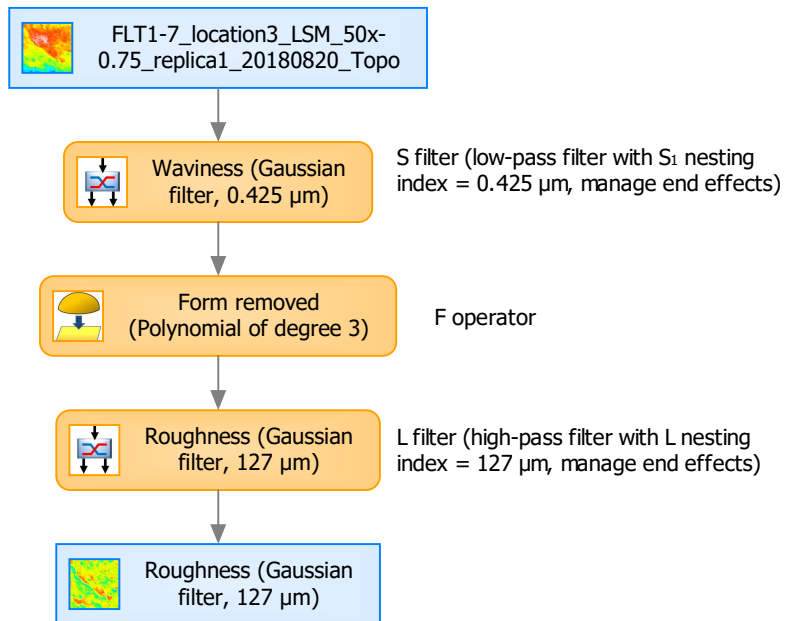 FLT1-7_location3_LSM_50x-
0.75_replica1_20180820_Topo
Waviness (Gaussian
filter, 0.425 µm)
S filter (low-pass filter with S₁ nesting
index = 0.425 µm, manage end effects)
Form removed
(Polynomial of degree 3)
F operator
Roughness (Gaussian
filter, 127 µm)
L filter (high-pass filter with L nesting
index = 127 µm, manage end effects)
Roughness (Gaussian
filter, 127 µm)